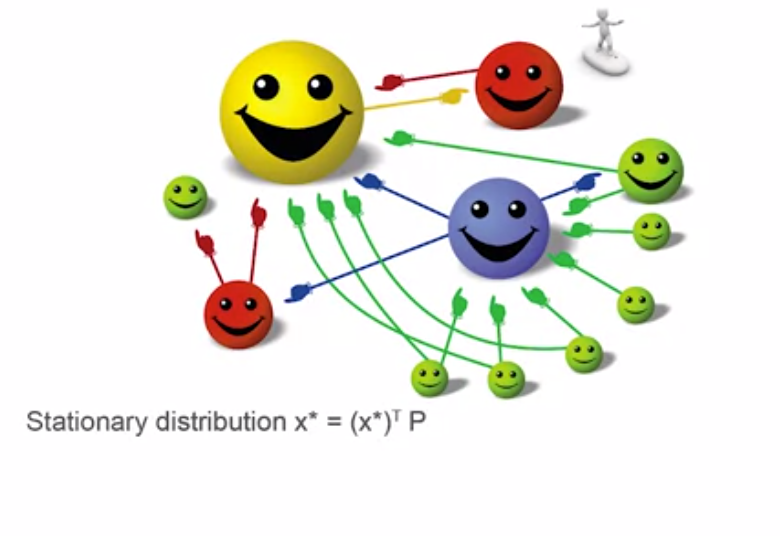 Stationary distribution x* = (x*)ᵀ P